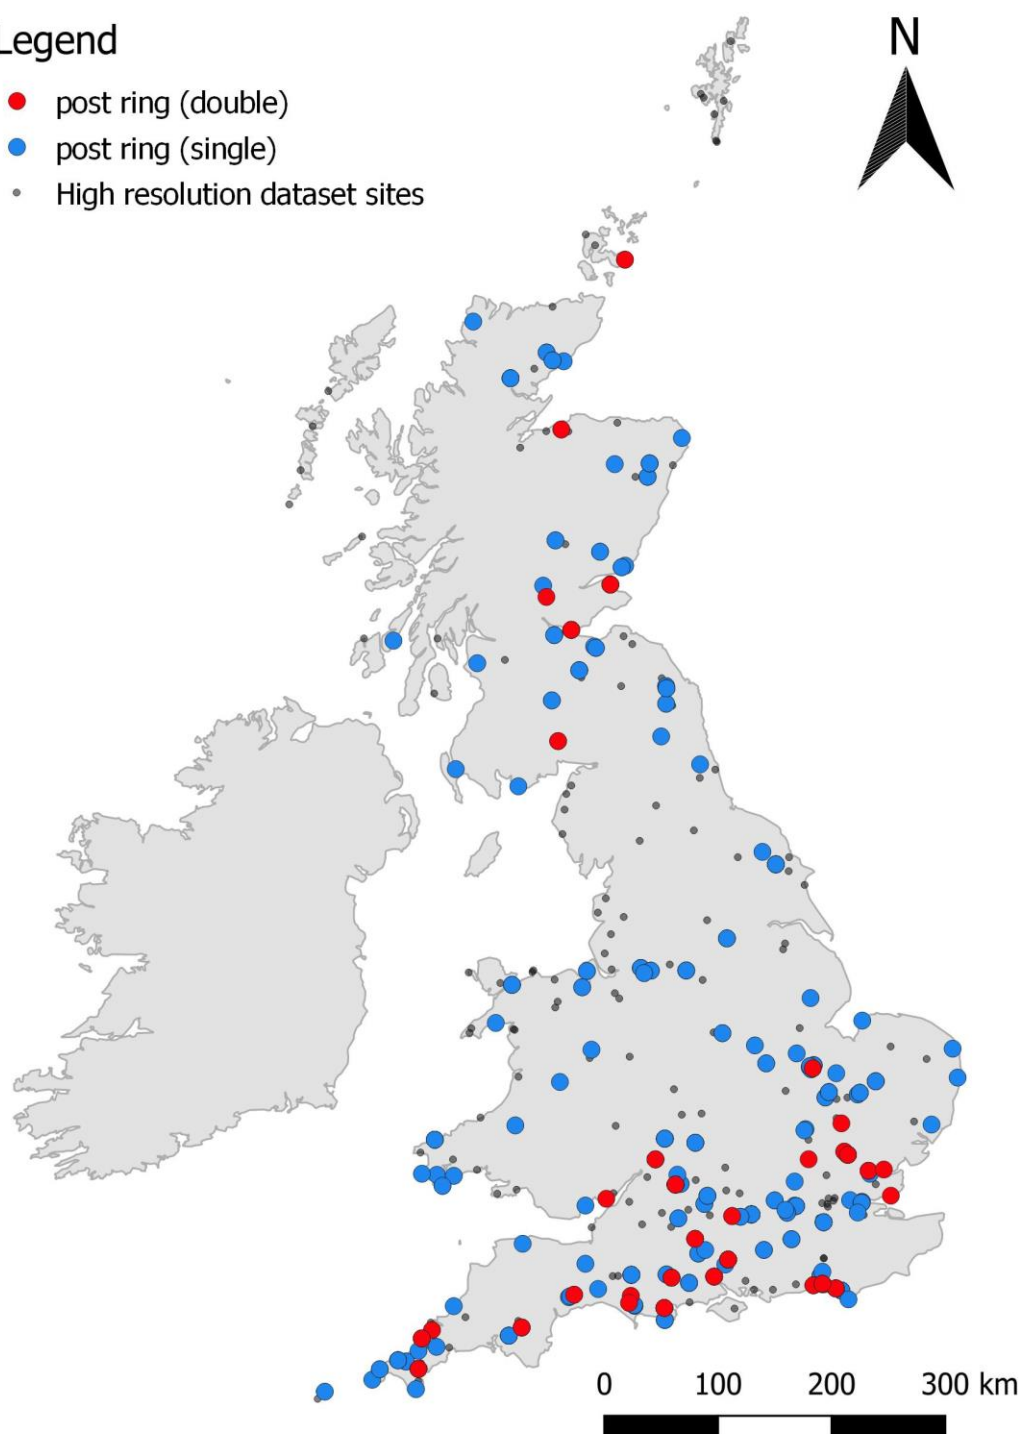 Legend
N
post ring (double)
post ring (single)
High resolution dataset sites
0 100 200 300 km